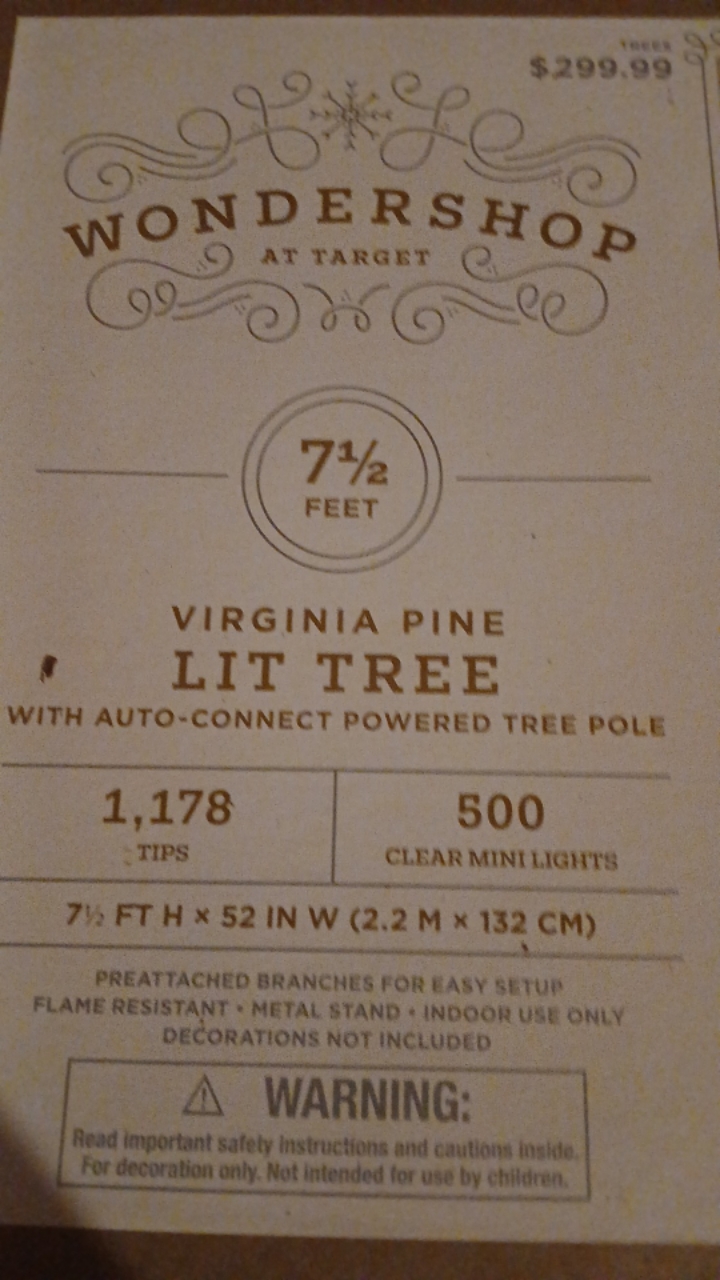 TREES
$299.99
WONDERSHOP
AT TARGET
7½
FEET
VIRGINIA PINE
LIT TREE
WITH AUTO-CONNECT POWERED TREE POLE
1,178
TIPS
500
CLEAR MINI LIGHTS
7½ FT H × 52 IN W (2.2 M × 132 CM)
PREATTACHED BRANCHES FOR EASY SETUP
FLAME RESISTANT • METAL STAND • INDOOR USE ONLY
DECORATIONS NOT INCLUDED
⚠ WARNING:
Read important safety instructions and cautions inside.
For decoration only. Not intended for use by children.